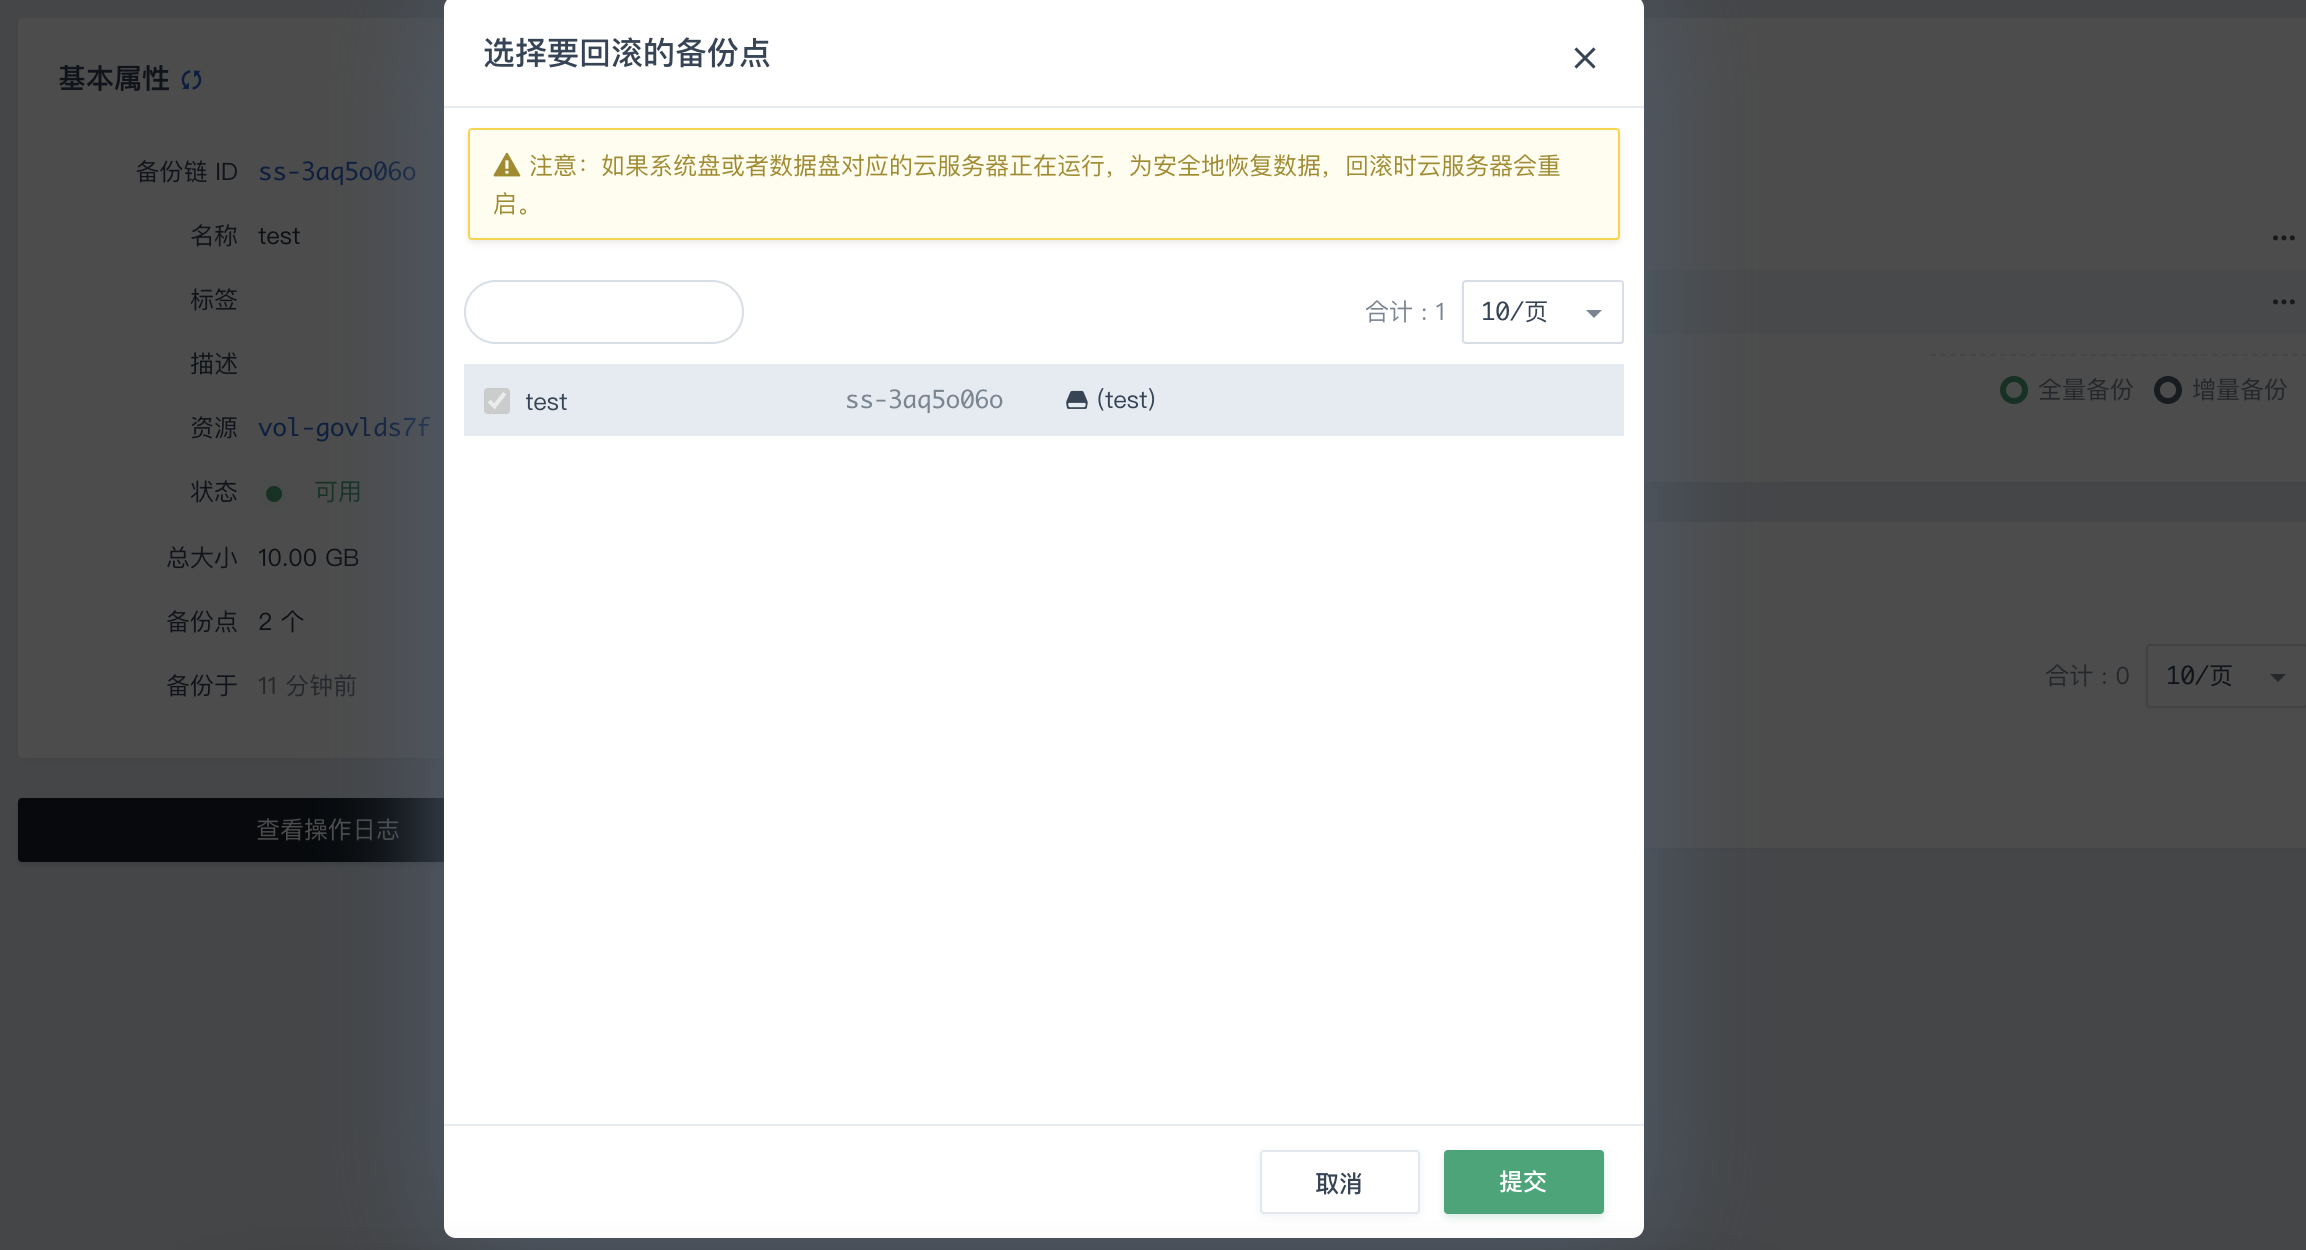 基本属性
备份链 ID ss-3aq5o06o
名称 test
标签
描述
资源 vol-govlds7f
状态 可用
总大小 10.00 GB
备份点 2 个
备份于 11 分钟前
查看操作日志
选择要回滚的备份点
注意：如果系统盘或者数据盘对应的云服务器正在运行，为安全地恢复数据，回滚时云服务器会重
启。
合计 : 1 10/页
test ss-3aq5o06o (test)
取消 提交
全量备份 增量备份
合计 : 0 10/页